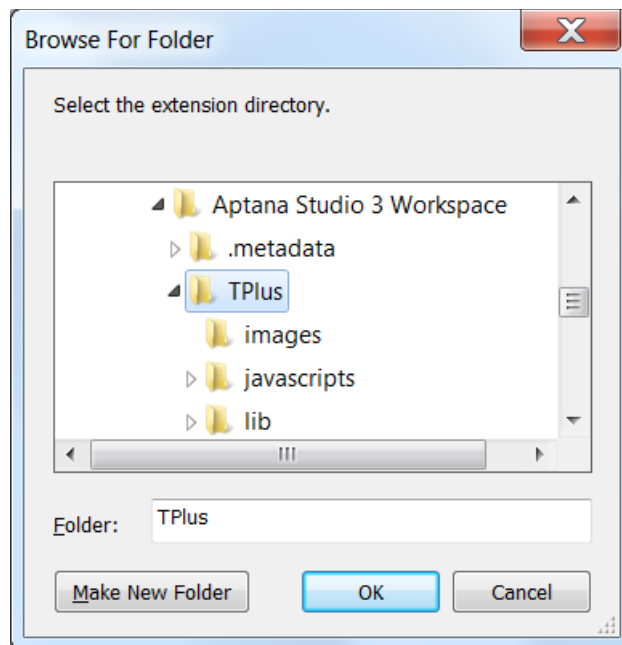 Browse For Folder
Select the extension directory.
Aptana Studio 3 Workspace
.metadata
TPlus
images
javascripts
lib
Folder: TPlus
Make New Folder OK Cancel